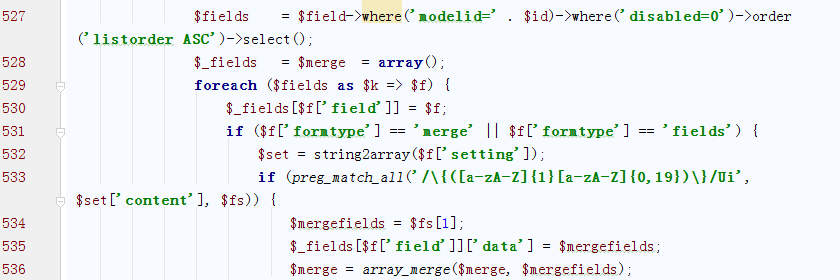 527 $fields = $field->where('modelid=' . $id)->where('disabled=0')->order
('listorder ASC')->select();
528 $_fields = $merge = array();
529 foreach ($fields as $k => $f) {
530 $_fields[$f['field']] = $f;
531 if ($f['formtype'] == 'merge' || $f['formtype'] == 'fields') {
532 $set = string2array($f['setting']);
533 if (preg_match_all('/\{([a-zA-Z]{1}[a-zA-Z]{0,19})\}/Ui',
$set['content'], $fs)) {
534 $mergefields = $fs[1];
535 $_fields[$f['field']]['data'] = $mergefields;
536 $merge = array_merge($merge, $mergefields);